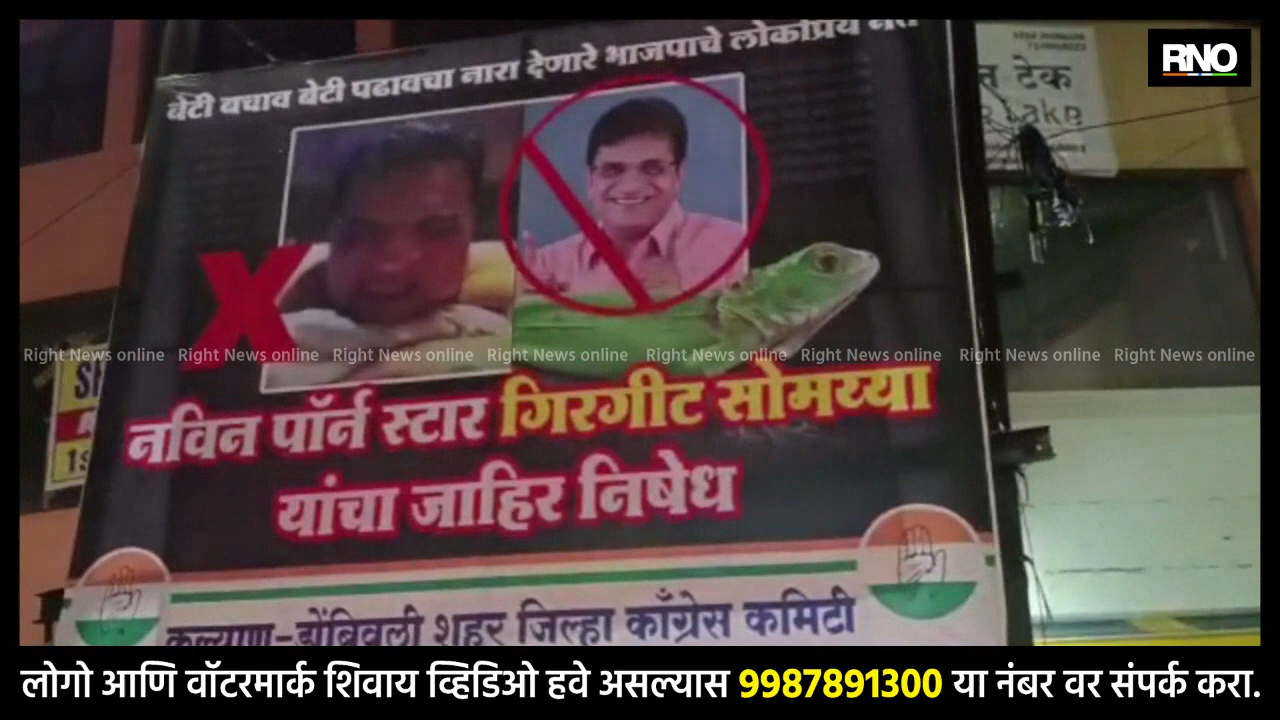 RNO
बेटी बचाव बेटी पढावचा नारा देणारे भाजपाचे लोकप्रिय नेते
त टेक
Lake
X
Right News online Right News online Right News online Right News online Right News online Right News online Right News online Right News online
नविन पॉर्न स्टार गिरगीट सोमय्या
यांचा जाहिर निषेध
कल्याण-डोंबिवली शहर जिल्हा काँग्रेस कमिटी
लोगो आणि वॉटरमार्क शिवाय व्हिडिओ हवे असल्यास 9987891300 या नंबर वर संपर्क करा.